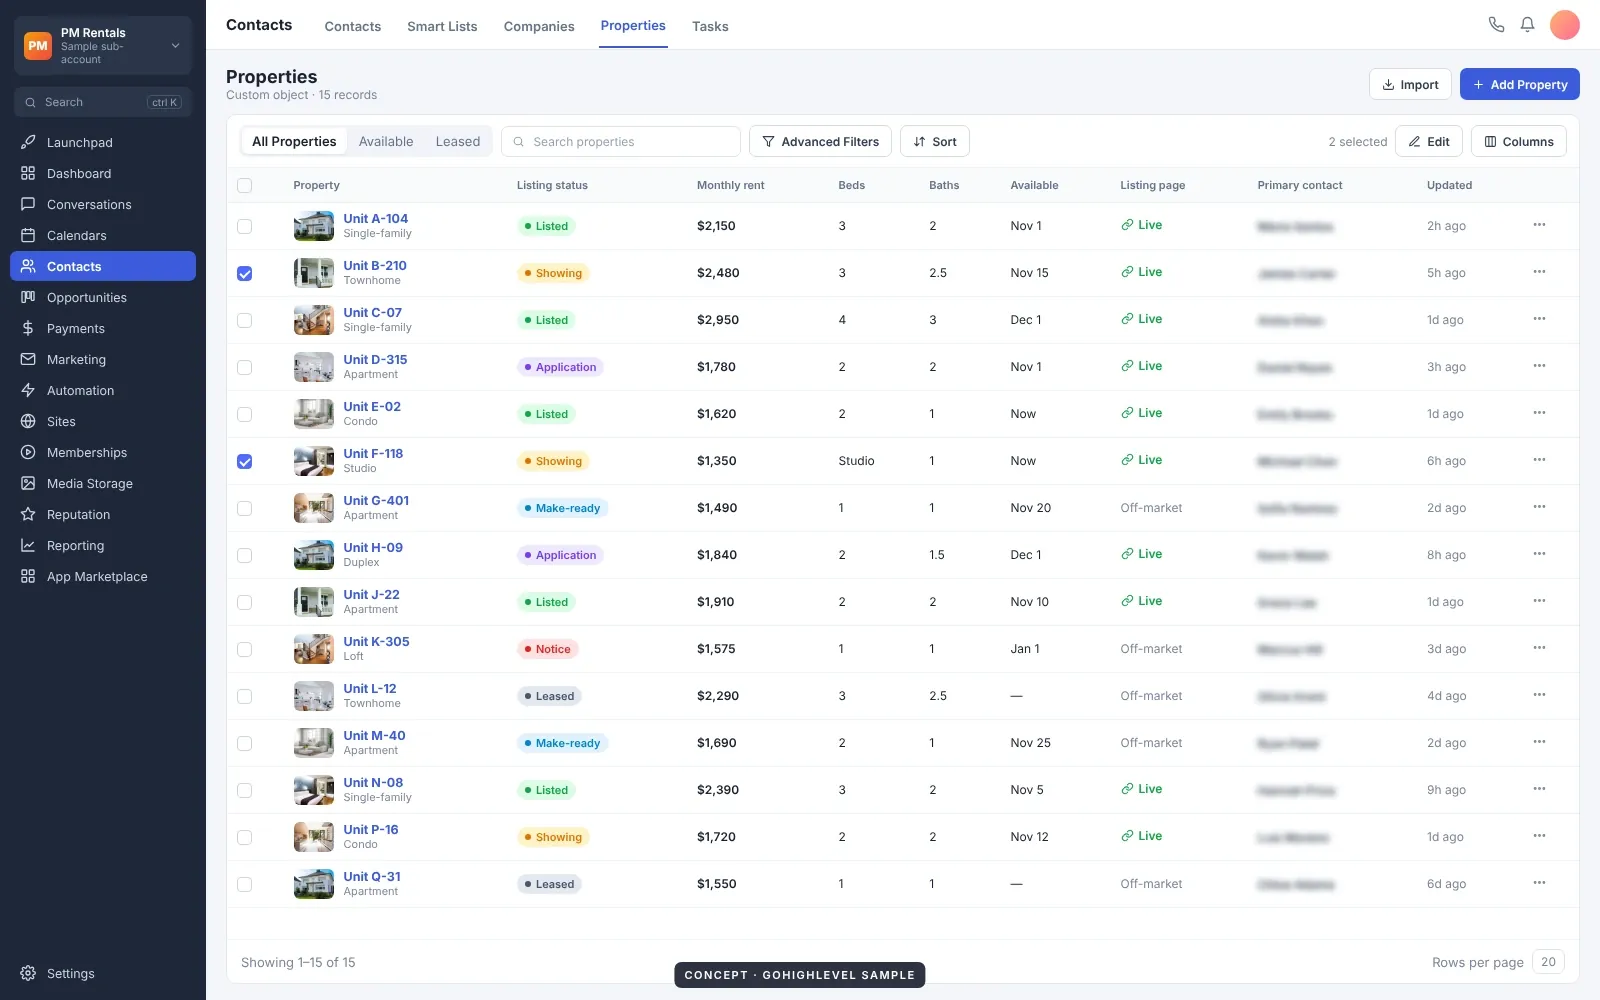 PM
PM Rentals
Sample sub-
account
Search
ctrl K
Launchpad
Dashboard
Conversations
Calendars
Contacts
Opportunities
Payments
Marketing
Automation
Sites
Memberships
Media Storage
Reputation
Reporting
App Marketplace
Settings
Contacts
Contacts Smart Lists Companies Properties Tasks
Properties
Custom object · 15 records
Import
+ Add Property
All Properties Available Leased
Search properties
Advanced Filters
Sort
2 selected
Edit
Columns
Property Listing status Monthly rent Beds Baths Available Listing page Primary contact Updated
Unit A-104
Single-family
Listed $2,150 3 2 Nov 1 Live 2h ago ···
Unit B-210
Townhome
Showing $2,480 3 2.5 Nov 15 Live 5h ago ···
Unit C-07
Single-family
Listed $2,950 4 3 Dec 1 Live 1d ago ···
Unit D-315
Apartment
Application $1,780 2 2 Nov 1 Live 3h ago ···
Unit E-02
Condo
Listed $1,620 2 1 Now Live 1d ago ···
Unit F-118
Studio
Showing $1,350 Studio 1 Now Live 6h ago ···
Unit G-401
Apartment
Make-ready $1,490 1 1 Nov 20 Off-market 2d ago ···
Unit H-09
Duplex
Application $1,840 2 1.5 Dec 1 Live 8h ago ···
Unit J-22
Apartment
Listed $1,910 2 2 Nov 10 Live 1d ago ···
Unit K-305
Loft
Notice $1,575 1 1 Jan 1 Off-market 3d ago ···
Unit L-12
Townhome
Leased $2,290 3 2.5 — Off-market 4d ago ···
Unit M-40
Apartment
Make-ready $1,690 2 1 Nov 25 Off-market 2d ago ···
Unit N-08
Single-family
Listed $2,390 3 2 Nov 5 Live 9h ago ···
Unit P-16
Condo
Showing $1,720 2 2 Nov 12 Live 1d ago ···
Unit Q-31
Apartment
Leased $1,550 1 1 — Off-market 6d ago ···
Showing 1–15 of 15
Rows per page 20
CONCEPT · GOHIGHLEVEL SAMPLE